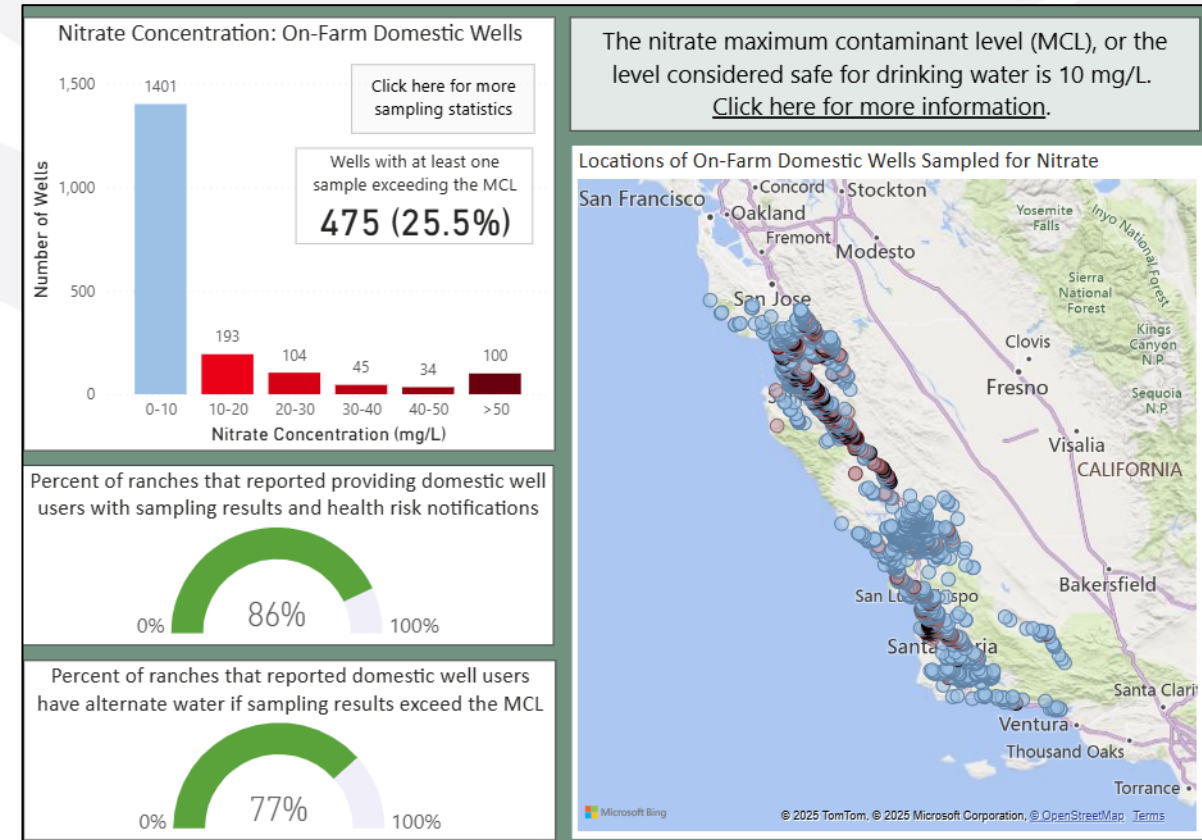 Nitrate Concentration: On-Farm Domestic Wells
1,500
1,000
500
0
Number of Wells
1401
193
104
45
34
100
0-10
10-20
20-30
30-40
40-50
>50
Nitrate Concentration (mg/L)
Click here for more
sampling statistics
Wells with at least one
sample exceeding the MCL
475 (25.5%)
Percent of ranches that reported providing domestic well
users with sampling results and health risk notifications
0%
86%
100%
Percent of ranches that reported domestic well users
have alternate water if sampling results exceed the MCL
0%
77%
100%
The nitrate maximum contaminant level (MCL), or the
level considered safe for drinking water is 10 mg/L.
Click here for more information.
Locations of On-Farm Domestic Wells Sampled for Nitrate
San Francisco
Concord
Stockton
Oakland
Fremont
Modesto
Yosemite
Falls
Inyo National Forest
San Jose
Sierra
National
Forest
Kings
Canyon
N.P.
Clovis
Fresno
Sequoia
N.P.
Visalia
CALIFORNIA
Bakersfield
San Lu
spo
Santa
ria
Santa Clari
Ventura
Thousand Oaks
Torrance
Microsoft Bing
© 2025 TomTom, © 2025 Microsoft Corporation, © OpenStreetMap Terms